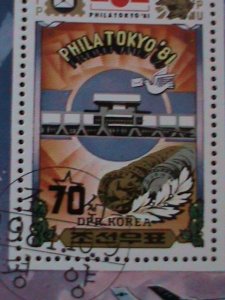 PHILATOKYO'81
P
P U
PHILATOKYO '81
70
DPR KOREA
조선우표